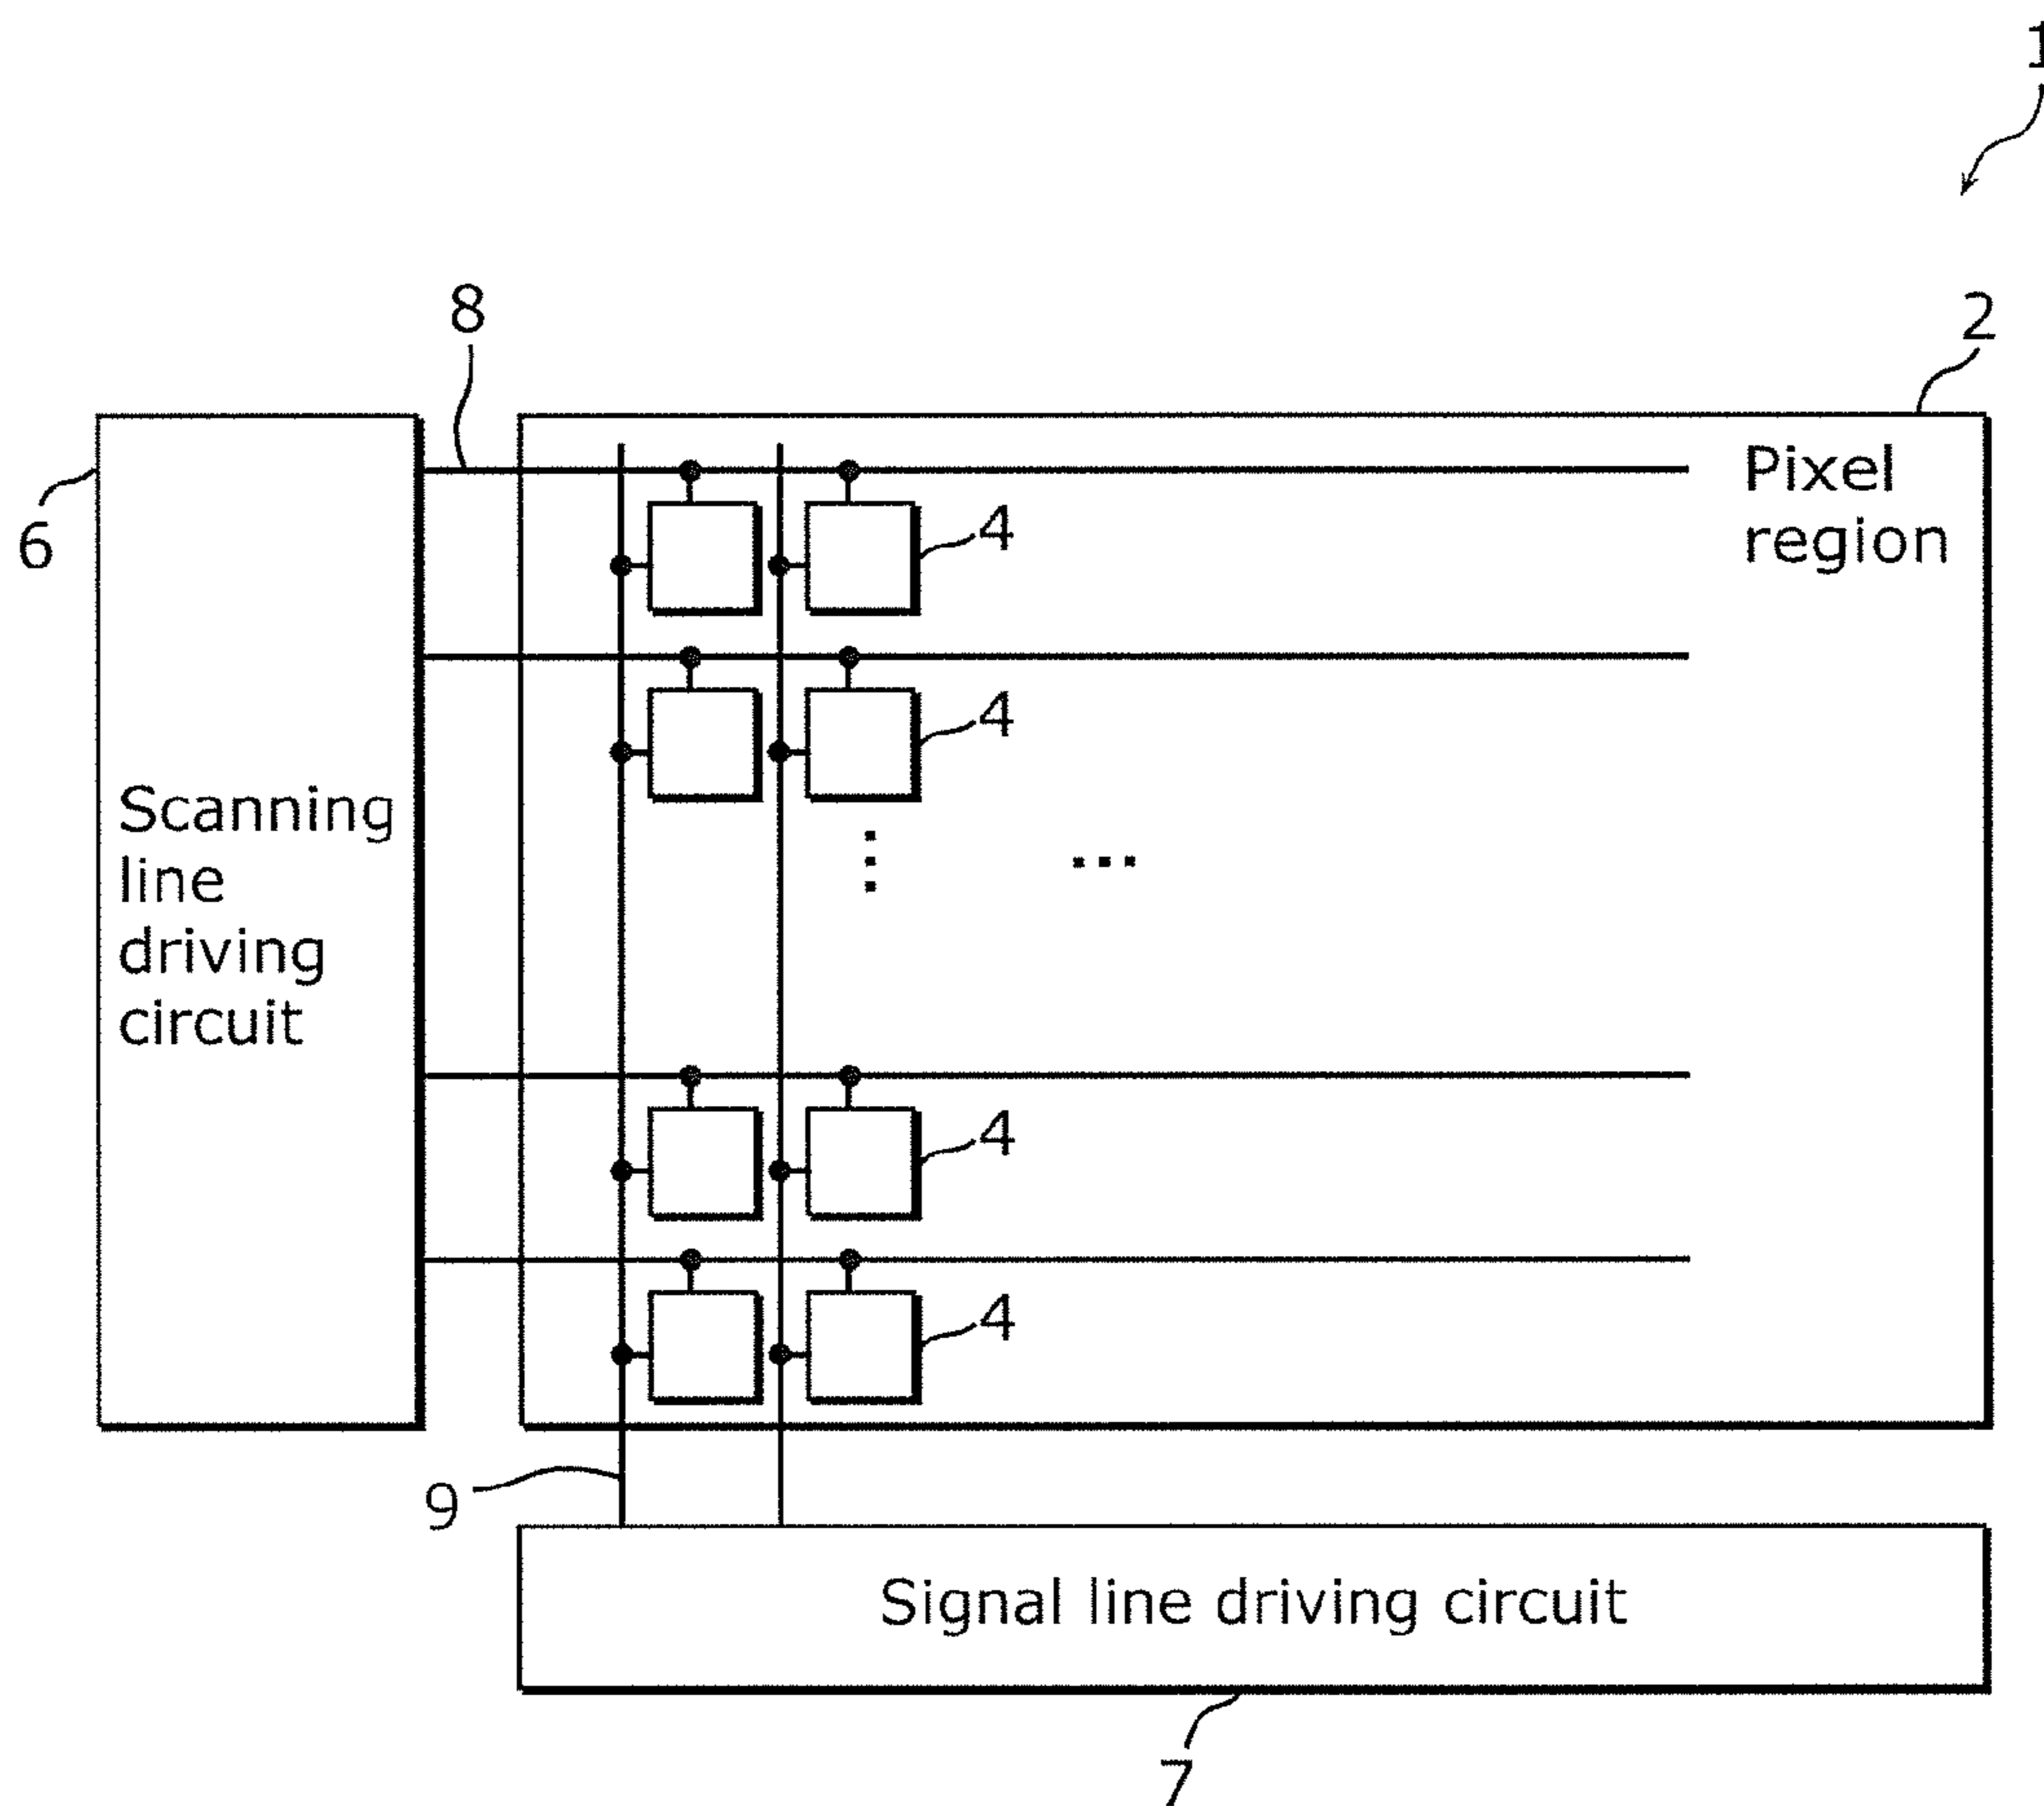 1
8
2
Pixel
region
6
4
4
Scanning
line
driving
circuit
4
4
9
Signal line driving circuit
7